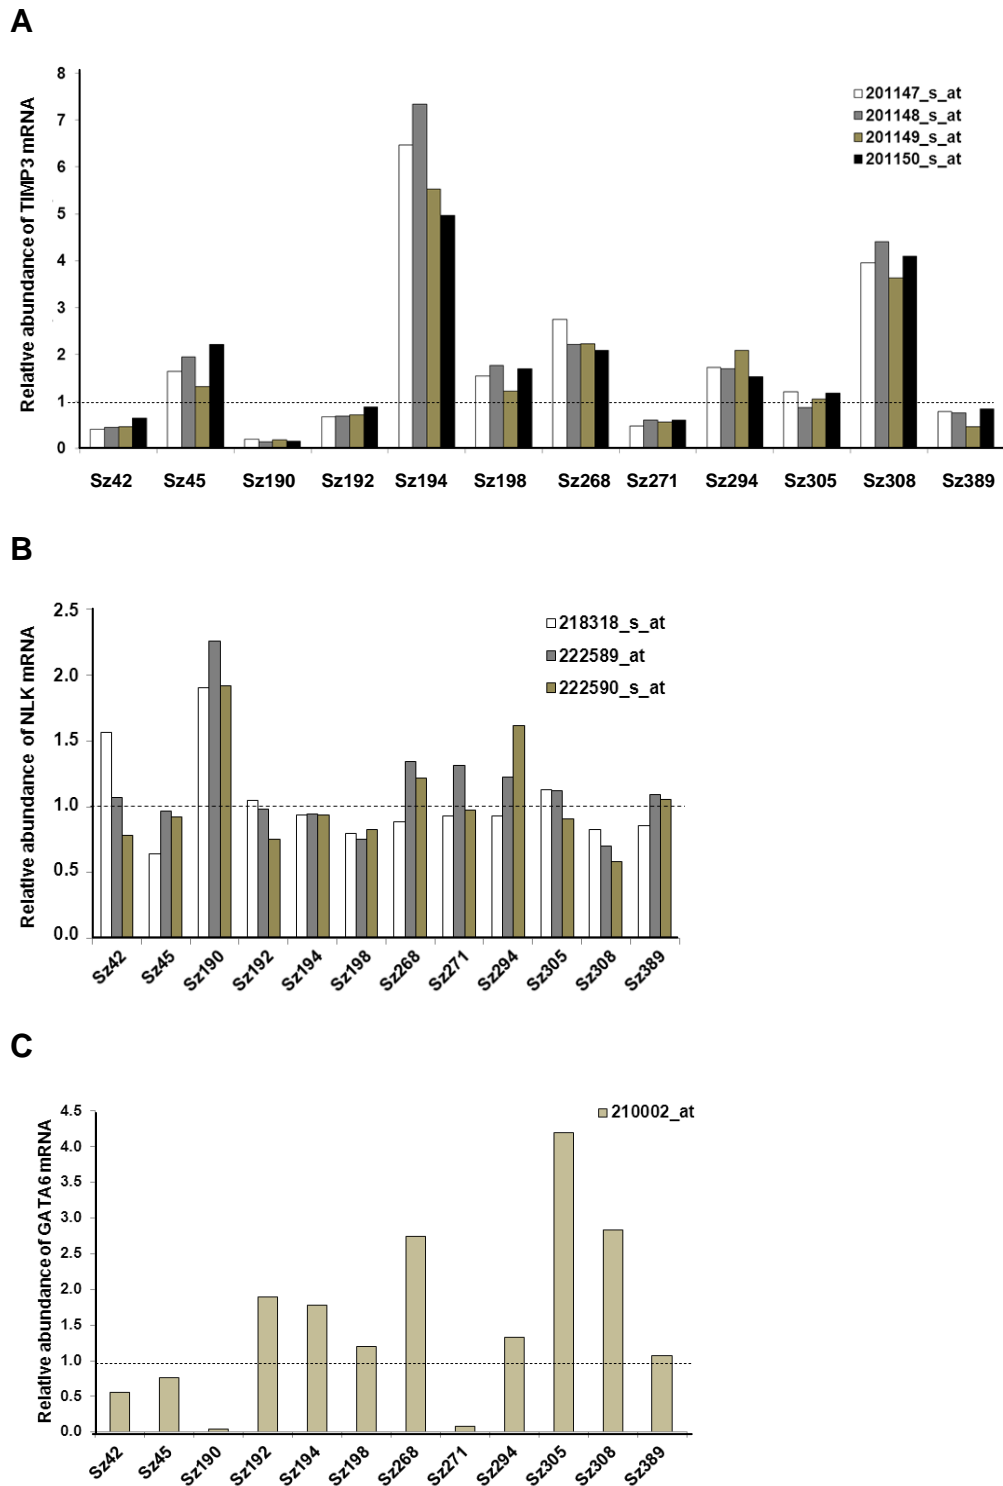 A
Relative abundance of TIMP3 mRNA
8
7
6
5
4
3
2
1
0
201147_s_at
201148_s_at
201149_s_at
201150_s_at
Sz42 Sz45 Sz190 Sz192 Sz194 Sz198 Sz268 Sz271 Sz294 Sz305 Sz308 Sz389
B
Relative abundance of NLK mRNA
2.5
2.0
1.5
1.0
0.5
0.0
218318_s_at
222589_at
222590_s_at
Sz42 Sz45 Sz190 Sz192 Sz194 Sz198 Sz268 Sz271 Sz294 Sz305 Sz308 Sz389
C
Relative abundance of GATA6 mRNA
4.5
4.0
3.5
3.0
2.5
2.0
1.5
1.0
0.5
0.0
210002_at
Sz42 Sz45 Sz190 Sz192 Sz194 Sz198 Sz268 Sz271 Sz294 Sz305 Sz308 Sz389